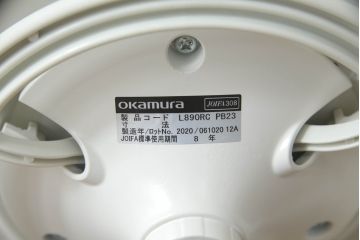 okamura JOIFA308
製品コード L890RC PB23
寸法
製造年/ロットNo. 2020/061020 12A
JOIFA標準使用期間 8 年